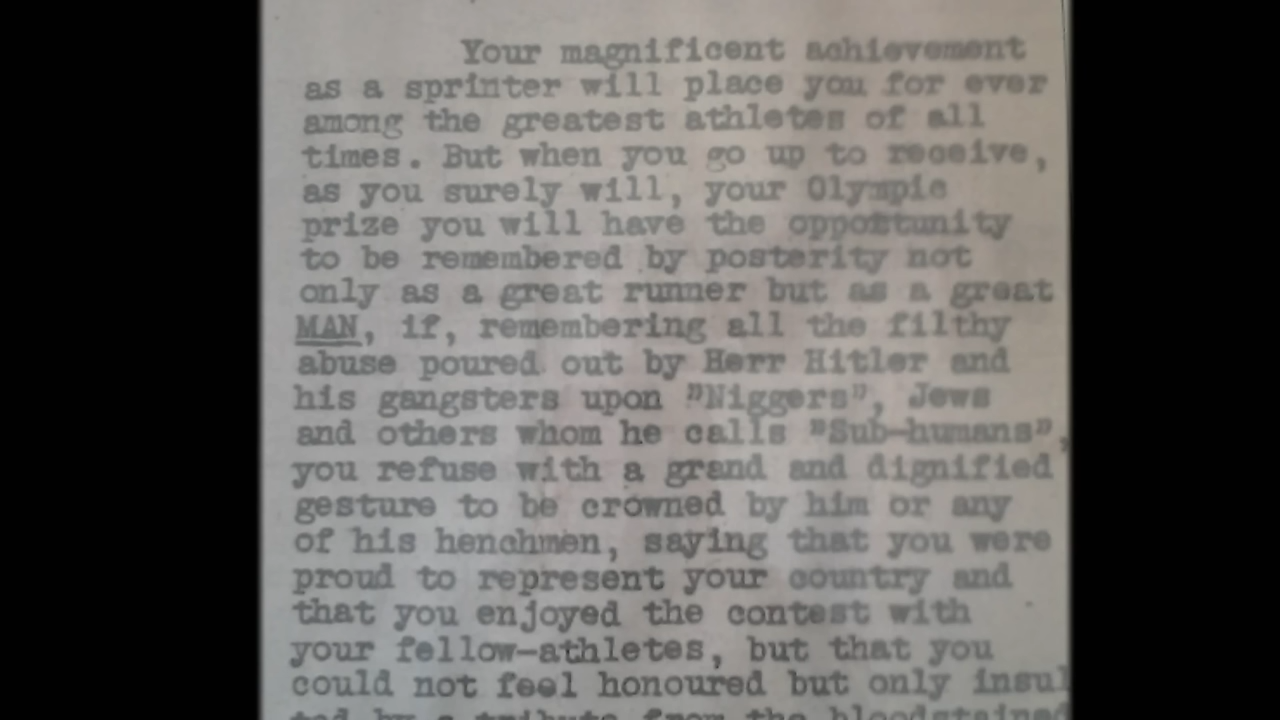 Your magnificent achievement
as a sprinter will place you for ever
among the greatest athletes of all
times. But when you go up to receive,
as you surely will, your Olympic
prize you will have the opportunity
to be remembered by posterity not
only as a great runner but as a great
MAN, if, remembering all the filthy
abuse poured out by Herr Hitler and
his gangsters upon "Niggers", Jews
and others whom he calls "Sub-humans",
you refuse with a grand and dignified
gesture to be crowned by him or any
of his henchmen, saying that you were
proud to represent your country and
that you enjoyed the contest with
your fellow-athletes, but that you
could not feel honoured but only insul
ted by a tribute from the bloodstained